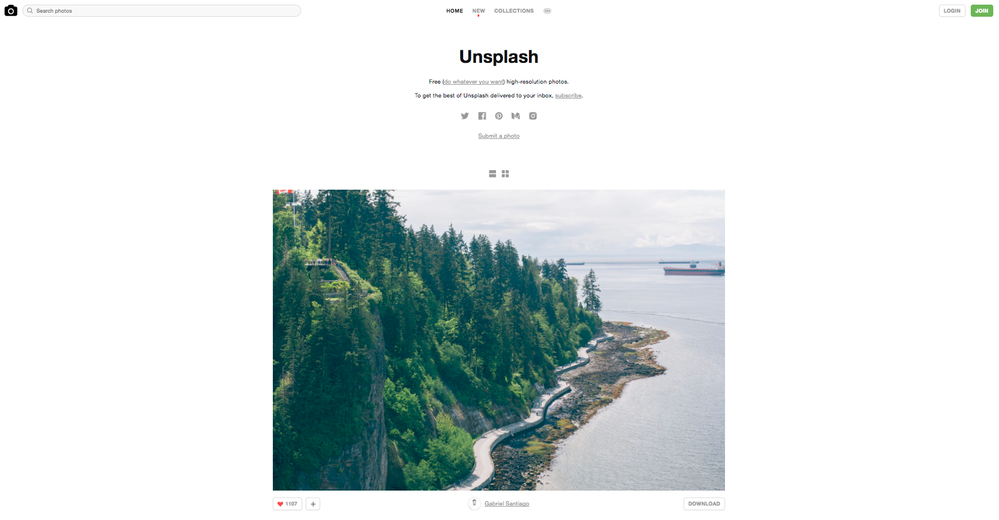 Search photos
HOME NEW COLLECTIONS
LOGIN JOIN
Unsplash
Free (do whatever you want) high-resolution photos.
To get the best of Unsplash delivered to your inbox, subscribe.
Submit a photo
1107
Gabriel Santiago
DOWNLOAD